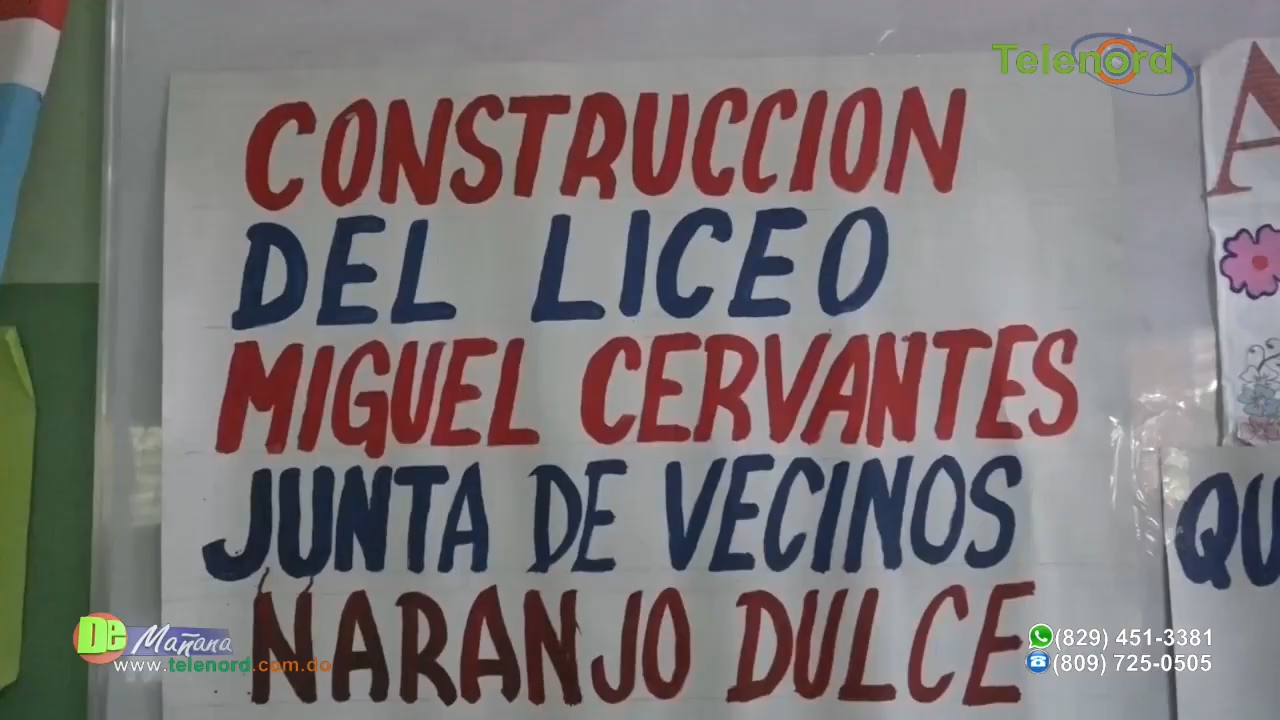 Telenord
CONSTRUCCION
DEL LICEO
MIGUEL CERVANTES
JUNTA DE VECINOS
NARANJO DULCE
A
QU
De Mañana
www.telenord.com.do
(829) 451-3381
(809) 725-0505